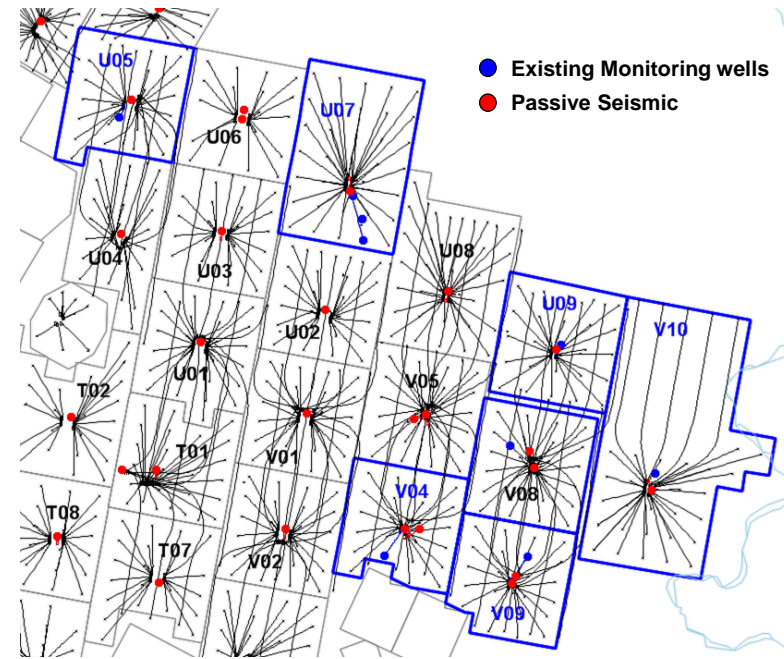 U05
Existing Monitoring wells
Passive Seismic
U07
U06
U04
U03
U08
U09
V10
U02
U01
V05
T02
T01
V01
V08
V04
T08
T07
V02
V09